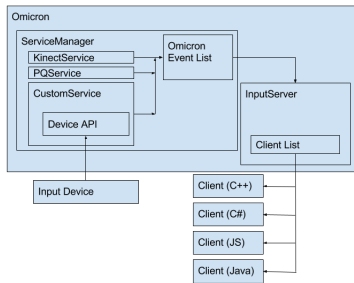 Omicron
ServiceManager
KinectService
PQService
CustomService
Device API
Omicron
Event List
InputServer
Client List
Input Device
Client (C++)
Client (C#)
Client (JS)
Client (Java)